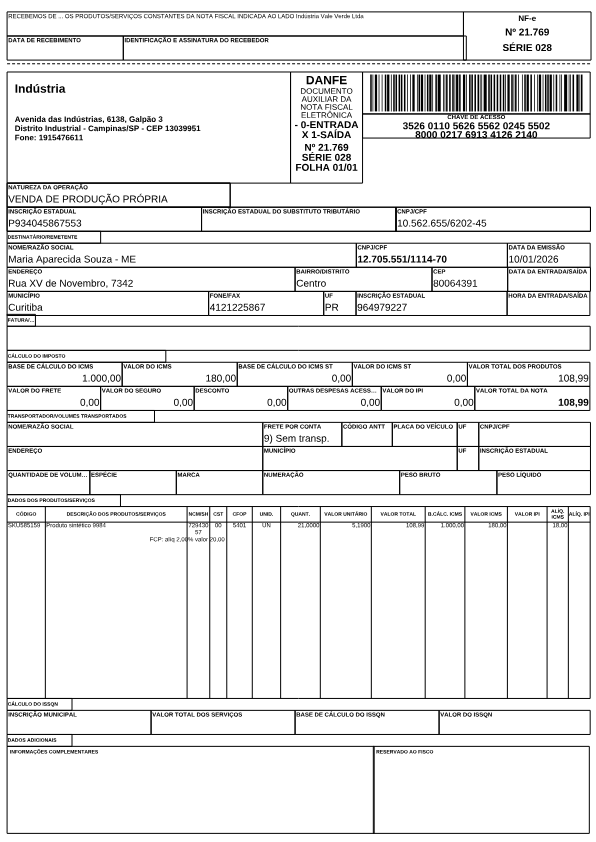 RECEBEMOS DE ... OS PRODUTOS/SERVIÇOS CONSTANTES DA NOTA FISCAL INDICADA AO LADO Indústria Vale Verde Ltda
DATA DE RECEBIMENTO IDENTIFICAÇÃO E ASSINATURA DO RECEBEDOR
NF-e
Nº 21.769
SÉRIE 028
Indústria
Avenida das Indústrias, 6138, Galpão 3
Distrito Industrial - Campinas/SP - CEP 13039951
Fone: 1915476611
DANFE
DOCUMENTO
AUXILIAR DA
NOTA FISCAL
ELETRÔNICA
- 0-ENTRADA
X 1-SAÍDA
Nº 21.769
SÉRIE 028
FOLHA 01/01
CHAVE DE ACESSO
3526 0110 5626 5562 0245 5502
8000 0217 6913 4126 2140
NATUREZA DA OPERAÇÃO
VENDA DE PRODUÇÃO PRÓPRIA
INSCRIÇÃO ESTADUAL INSCRIÇÃO ESTADUAL DO SUBSTITUTO TRIBUTÁRIO CNPJ/CPF
P934045867553 10.562.655/6202-45
DESTINATÁRIO/REMETENTE
NOME/RAZÃO SOCIAL CNPJ/CPF DATA DA EMISSÃO
Maria Aparecida Souza - ME 12.705.551/1114-70 10/01/2026
ENDEREÇO BAIRRO/DISTRITO CEP DATA DA ENTRADA/SAÍDA
Rua XV de Novembro, 7342 Centro 80064391
MUNICÍPIO FONE/FAX UF INSCRIÇÃO ESTADUAL HORA DA ENTRADA/SAÍDA
Curitiba 4121225867 PR 964979227
FATURA/...
CÁLCULO DO IMPOSTO
BASE DE CÁLCULO DO ICMS VALOR DO ICMS BASE DE CÁLCULO DO ICMS ST VALOR DO ICMS ST VALOR TOTAL DOS PRODUTOS
1.000,00 180,00 0,00 0,00 108,99
VALOR DO FRETE VALOR DO SEGURO DESCONTO OUTRAS DESPESAS ACESS... VALOR DO IPI VALOR TOTAL DA NOTA
0,00 0,00 0,00 0,00 0,00 108,99
TRANSPORTADOR/VOLUMES TRANSPORTADOS
NOME/RAZÃO SOCIAL FRETE POR CONTA CÓDIGO ANTT PLACA DO VEÍCULO UF CNPJ/CPF
9) Sem transp.
ENDEREÇO MUNICÍPIO UF INSCRIÇÃO ESTADUAL
QUANTIDADE DE VOLUM... ESPÉCIE MARCA NUMERAÇÃO PESO BRUTO PESO LÍQUIDO
DADOS DOS PRODUTOS/SERVIÇOS
CÓDIGO DESCRIÇÃO DOS PRODUTOS/SERVIÇOS NCM/SH CST CFOP UNID. QUANT. VALOR UNITÁRIO VALOR TOTAL B.CÁLC. ICMS VALOR ICMS VALOR IPI ALÍQ. ICMS ALÍQ. IPI
SKU585159 Produto sintético 9984 729430 00 5401 UN 21,0000 5,1900 108,99 1.000,00 180,00 18,00
57
FCP: alíq 2,00% valor 20,00
CÁLCULO DO ISSQN
INSCRIÇÃO MUNICIPAL VALOR TOTAL DOS SERVIÇOS BASE DE CÁLCULO DO ISSQN VALOR DO ISSQN
DADOS ADICIONAIS
INFORMAÇÕES COMPLEMENTARES RESERVADO AO FISCO